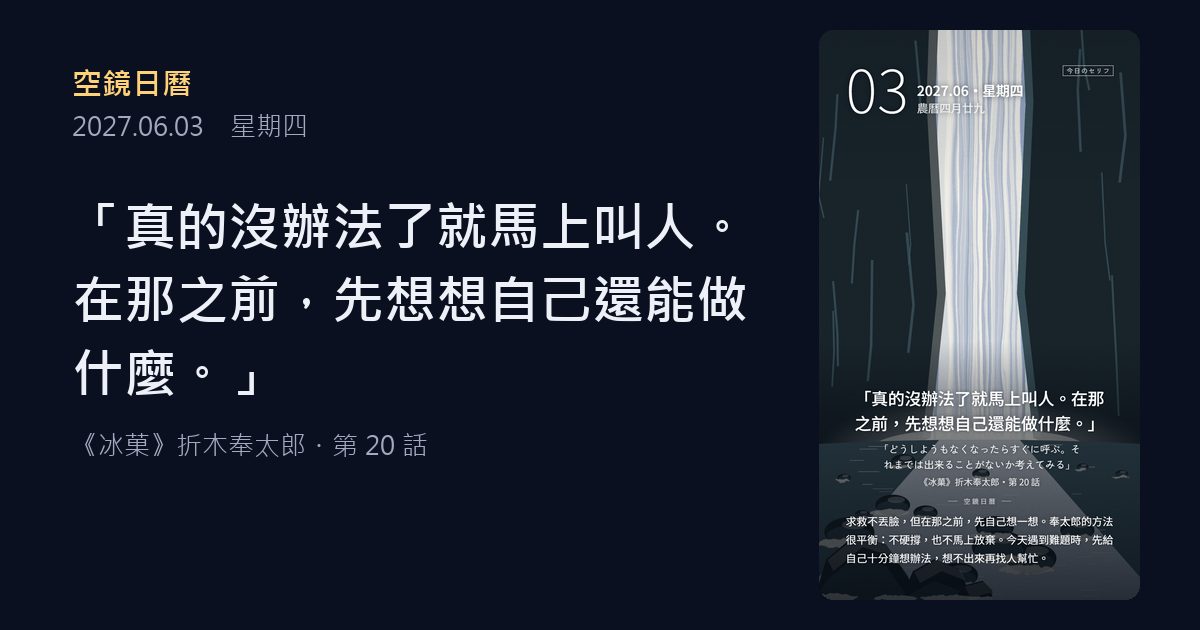 空鏡日曆
2027.06.03 星期四
「真的沒辦法了就馬上叫人。
在那之前，先想想自己還能做
什麼。」
《冰菓》折木奉太郎・第 20 話
03
2027.06・星期四
農曆四月廿九
今日のセリフ
「真的沒辦法了就馬上叫人。在那
之前，先想想自己還能做什麼。」
「どうしようもなくなったらすぐに呼ぶ。そ
れまでは出来ることがないか考えてみる」
《冰菓》折木奉太郎・第 20 話
— 空鏡日曆 —
求救不丟臉，但在那之前，先自己想一想。奉太郎的方法
很平衡：不硬撐，也不馬上放棄。今天遇到難題時，先給
自己十分鐘想辦法，想不出來再找人幫忙。